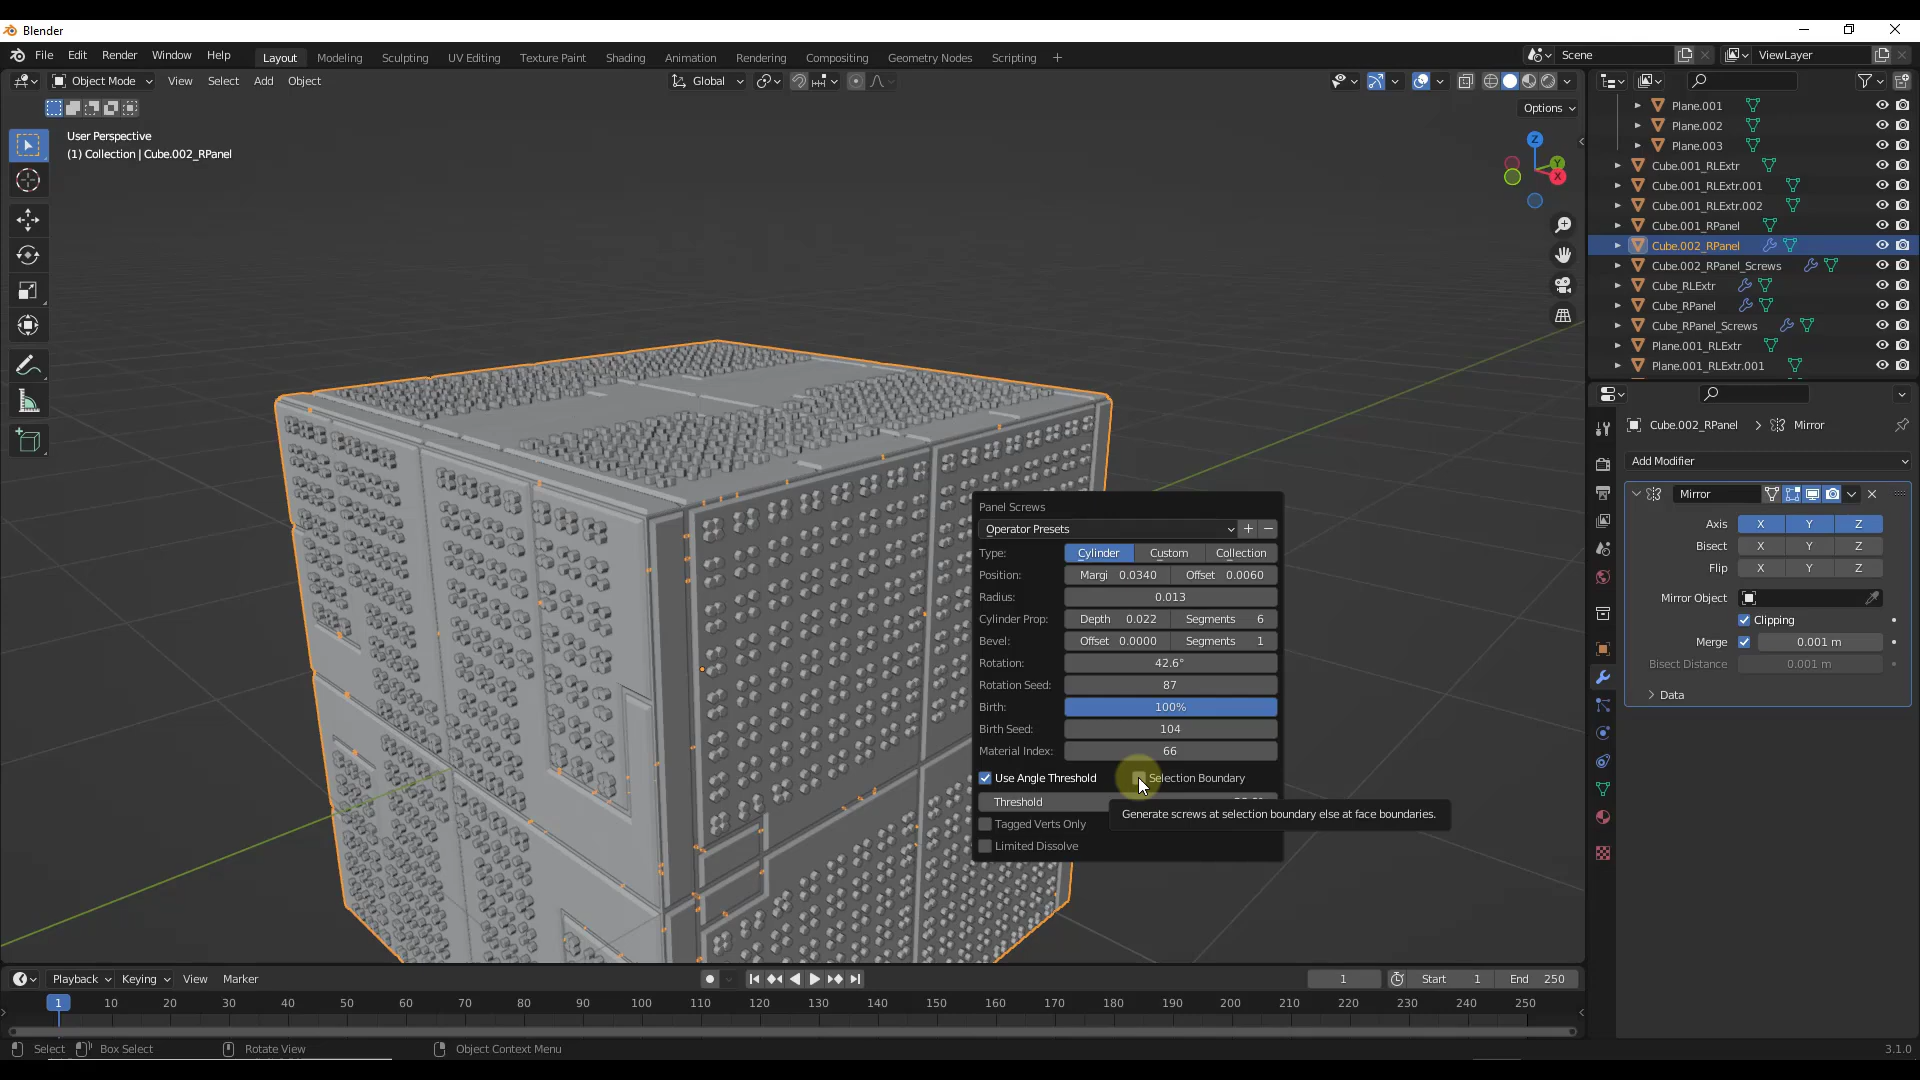 Blender
File Edit Render Window Help
Layout Modeling Sculpting UV Editing Texture Paint Shading Animation Rendering Compositing Geometry Nodes Scripting +
Scene
ViewLayer
Object Mode View Select Add Object
Global
Options
User Perspective
(1) Collection | Cube.002_RPanel
Z
Y
X
Plane.001
Plane.002
Plane.003
Cube.001_RLExtr
Cube.001_RLExtr.001
Cube.001_RLExtr.002
Cube.001_RPanel
Cube.002_RPanel
Cube.002_RPanel_Screws
Cube_RLExtr
Cube_RPanel
Cube_RPanel_Screws
Plane.001_RLExtr
Plane.001_RLExtr.001
Cube.002_RPanel > Mirror
Add Modifier
Mirror
Axis X Y Z
Bisect X Y Z
Flip X Y Z
Mirror Object
Clipping
Merge 0.001 m
Bisect Distance 0.001 m
Data
Panel Screws
Operator Presets
Type: Cylinder Custom Collection
Position: Margi 0.0340 Offset 0.0060
Radius: 0.013
Cylinder Prop: Depth 0.022 Segments 6
Bevel: Offset 0.0000 Segments 1
Rotation: 42.6°
Rotation Seed: 87
Birth: 100%
Birth Seed: 104
Material Index: 66
Use Angle Threshold Selection Boundary
Threshold
Generate screws at selection boundary else at face boundaries.
Tagged Verts Only
Limited Dissolve
Playback Keying View Marker
1 Start 1 End 250
1 10 20 30 40 50 60 70 80 90 100 110 120 130 140 150 160 170 180 190 200 210 220 230 240 250
Select Box Select Rotate View Object Context Menu
3.1.0